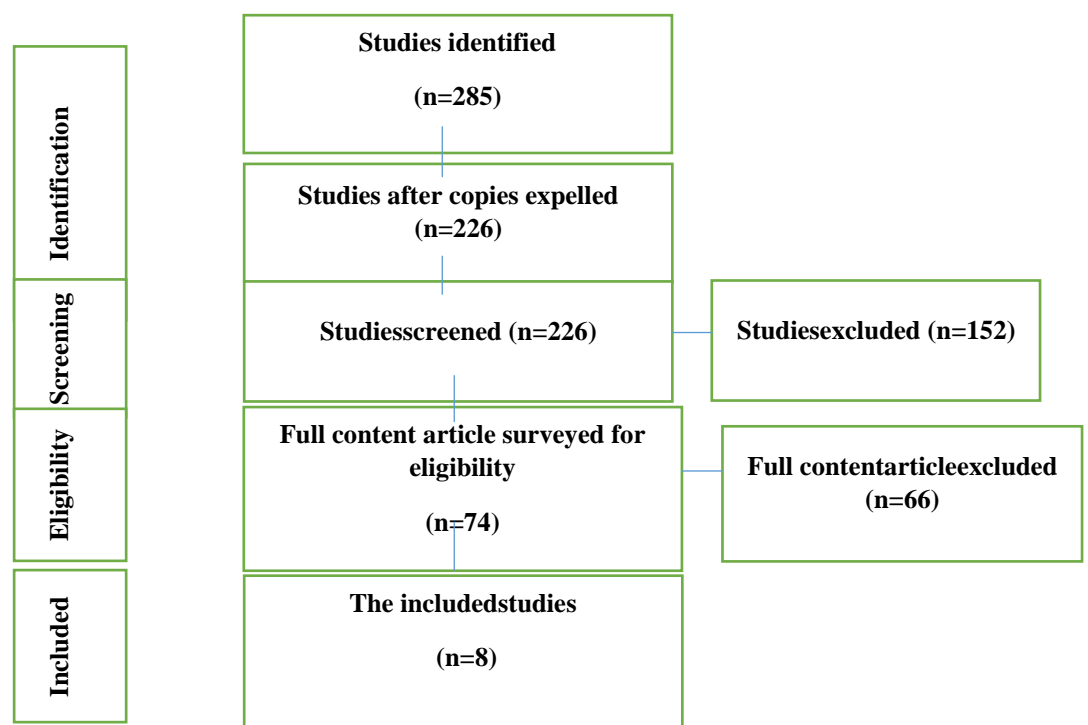 Identification
Studies identified
(n=285)
Studies after copies expelled
(n=226)
Screening
Studiesscreened (n=226)
Studiesexcluded (n=152)
Eligibility
Full content article surveyed for
eligibility
(n=74)
Full contentarticleexcluded
(n=66)
Included
The includedstudies
(n=8)